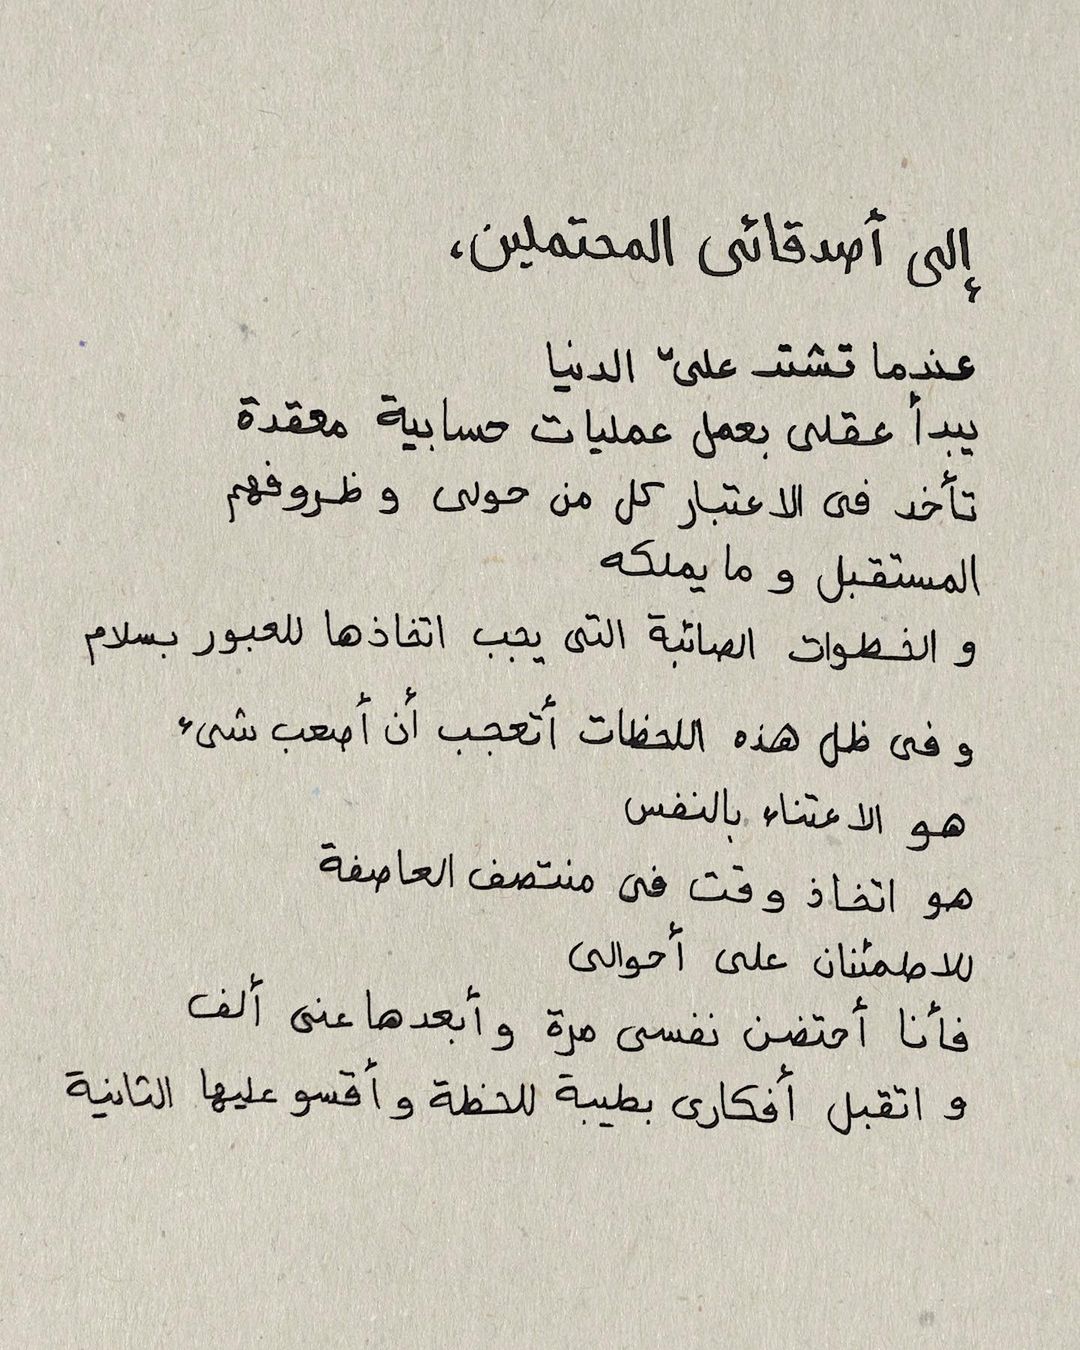 إلى أصدقائى المحتملين،
عندما تشتد علىّ الدنيا
يبدأ عقلى بعمل عمليات حسابية معقدة
تأخد فى الاعتبار كل من حولى و ظروفهم
المستقبل و ما يملكه
و الخطوات الصائبة التى يجب اتخاذها للعبور بسلام
و فى ظل هذه اللحظات أتعجب أن أصعب شىء
هو الاعتناء بالنفس
هو اتخاذ وقت فى منتصف العاصفة
للاطمئنان على أحوالى
فأنا أحتضن نفسى مرة و أبعدها عنى ألف
و اتقبل أفكارى بطيبة للحظة و أقسو عليها الثانية